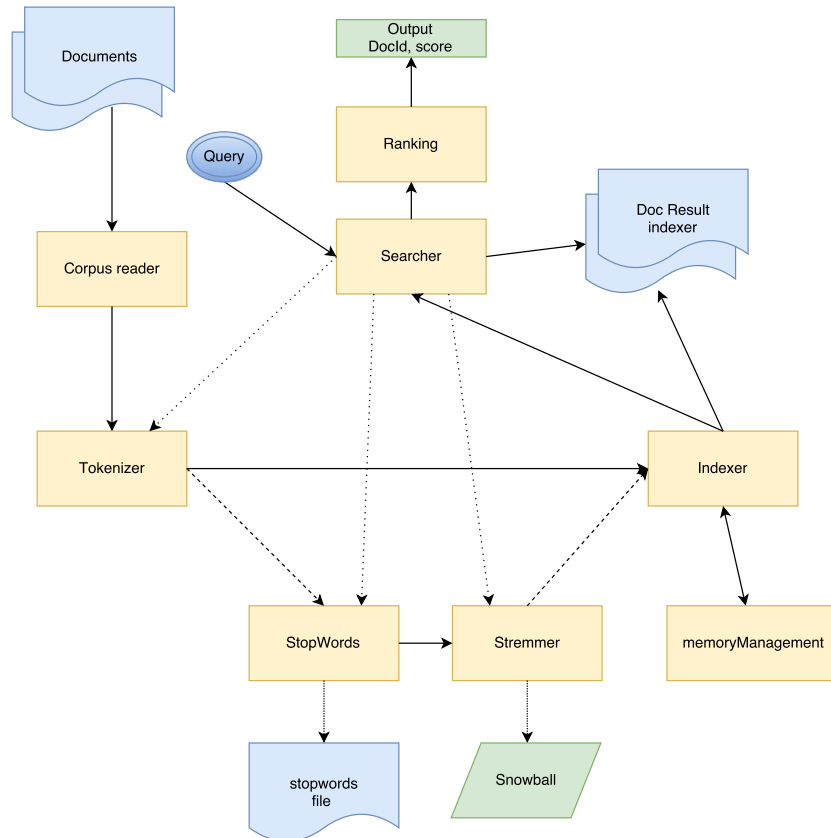 Output
DocId, score
Documents
Ranking
Query
Doc Result
indexer
Searcher
Corpus reader
Tokenizer
Indexer
StopWords
Stremmer
memoryManagement
stopwords
file
Snowball